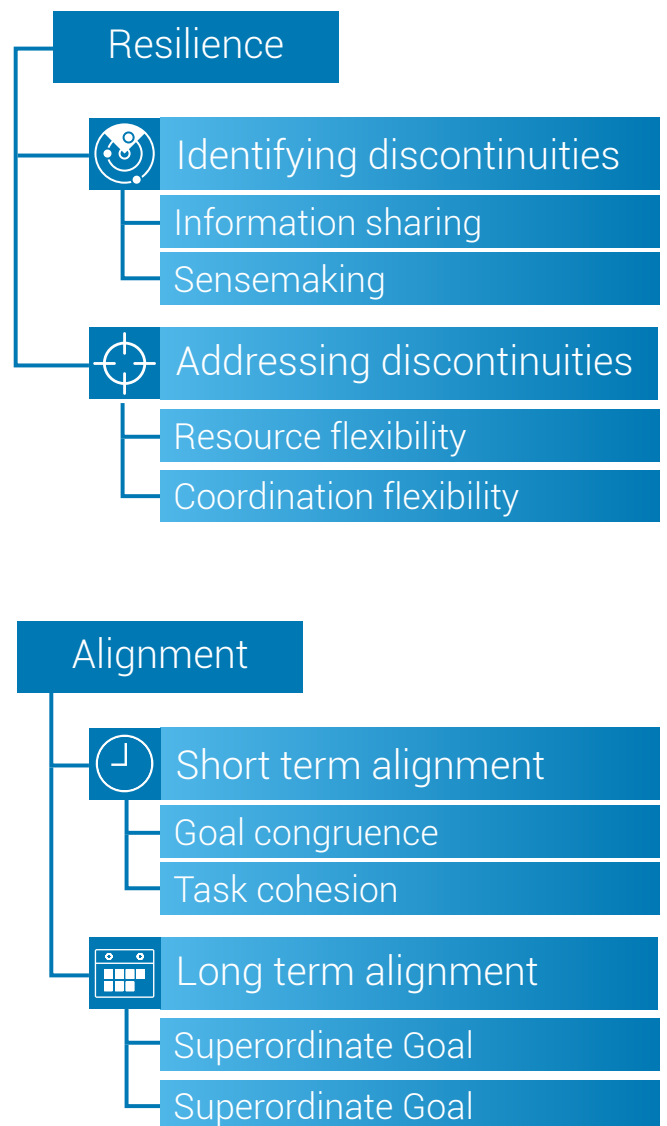 Resilience
Identifying discontinuities
Information sharing
Sensemaking
Addressing discontinuities
Resource flexibility
Coordination flexibility
Alignment
Short term alignment
Goal congruence
Task cohesion
Long term alignment
Superordinate Goal
Superordinate Goal